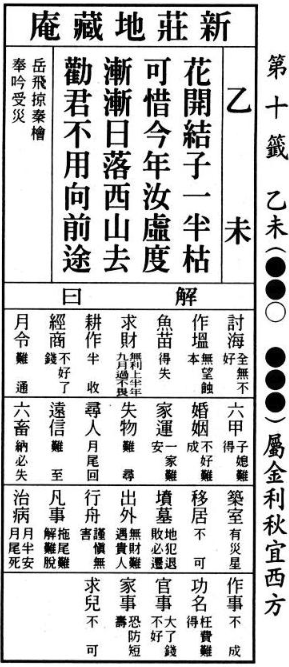 第十籤 乙未(●●○ ●●●)屬金利秋宜西方
新莊地藏庵
乙未
花開結子一半枯
可惜今年汝虛度
漸漸日落西山去
勸君不用向前途
岳飛掠秦檜
奉吟受災
解曰
討海 全無不好
作塭 無望蝕本
魚苗 得失
求財 無利上半年九月過不畏
耕作 半收
經商 不好了錢
月令 難通
六甲 子媳難得
婚姻 不好難成
家運 一家難安
失物 難尋
尋人 月尾回
遠信 難至
六畜 納必失
築室 有災星
移居 不可
墳墓 地犯退敗必遷
出外 無財難遇貴人
行舟 謹慎無害
凡事 拖尾難解難脫
治病 月半安月尾死
作事 不成
功名 枉費難得
官事 大了錢不好
家事 恐防短壽
求兒 不可